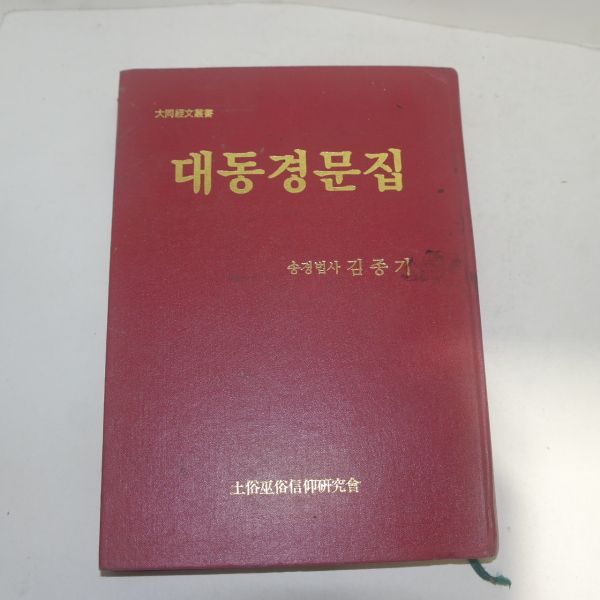 大同經文叢書
대동경문집
송경법사 김종기
土俗巫俗信仰硏究會